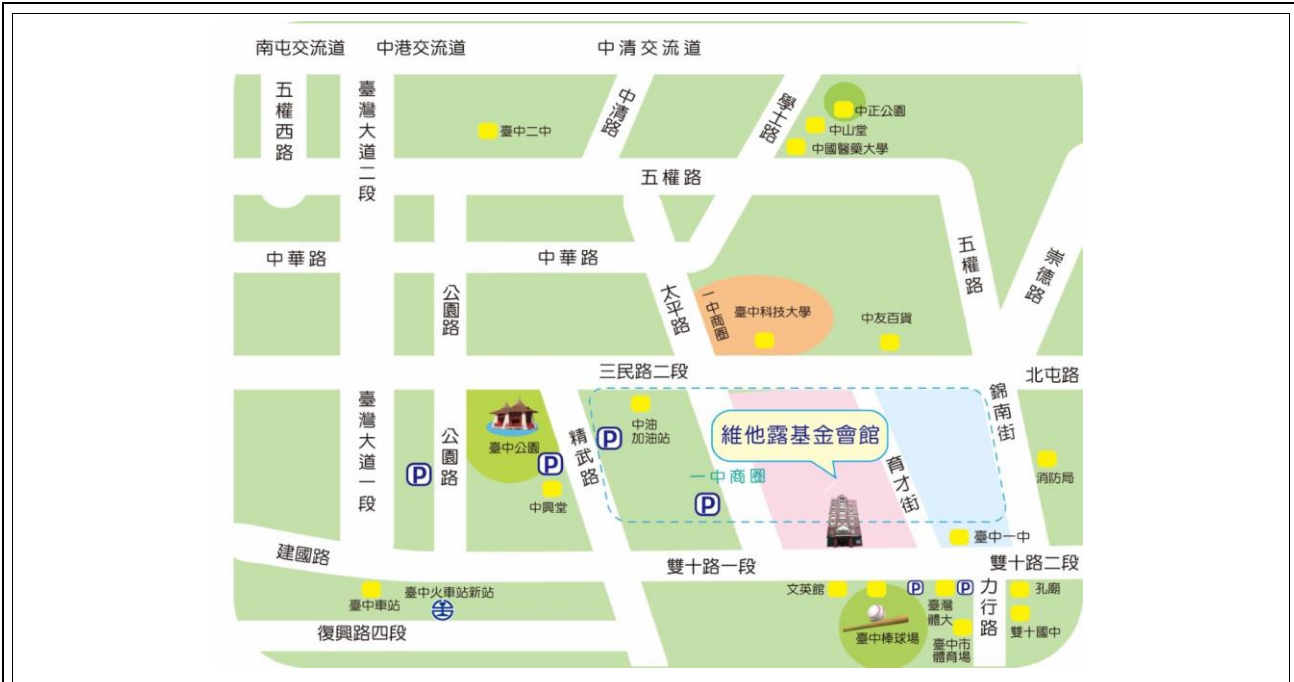 南屯交流道
中港交流道
中清交流道
五權西路
臺灣大道二段
中清路
學士路
中正公園
中山堂
中國醫藥大學
臺中二中
五權路
中華路
中華路
五權路
崇德路
公園路
太平路
一中商圈
臺中科技大學
中友百貨
三民路二段
北屯路
臺灣大道一段
公園路
臺中公園
精武路
中油
加油站
維他露基金會館
錦南街
P
P
P
中興堂
一中商圈
P
育才街
消防局
臺中一中
建國路
雙十路一段
雙十路二段
臺中車站
臺中火車站新站
文英館
P
臺灣
體大
P
力行路
孔廟
雙十國中
復興路四段
臺中棒球場
臺中市
體育場